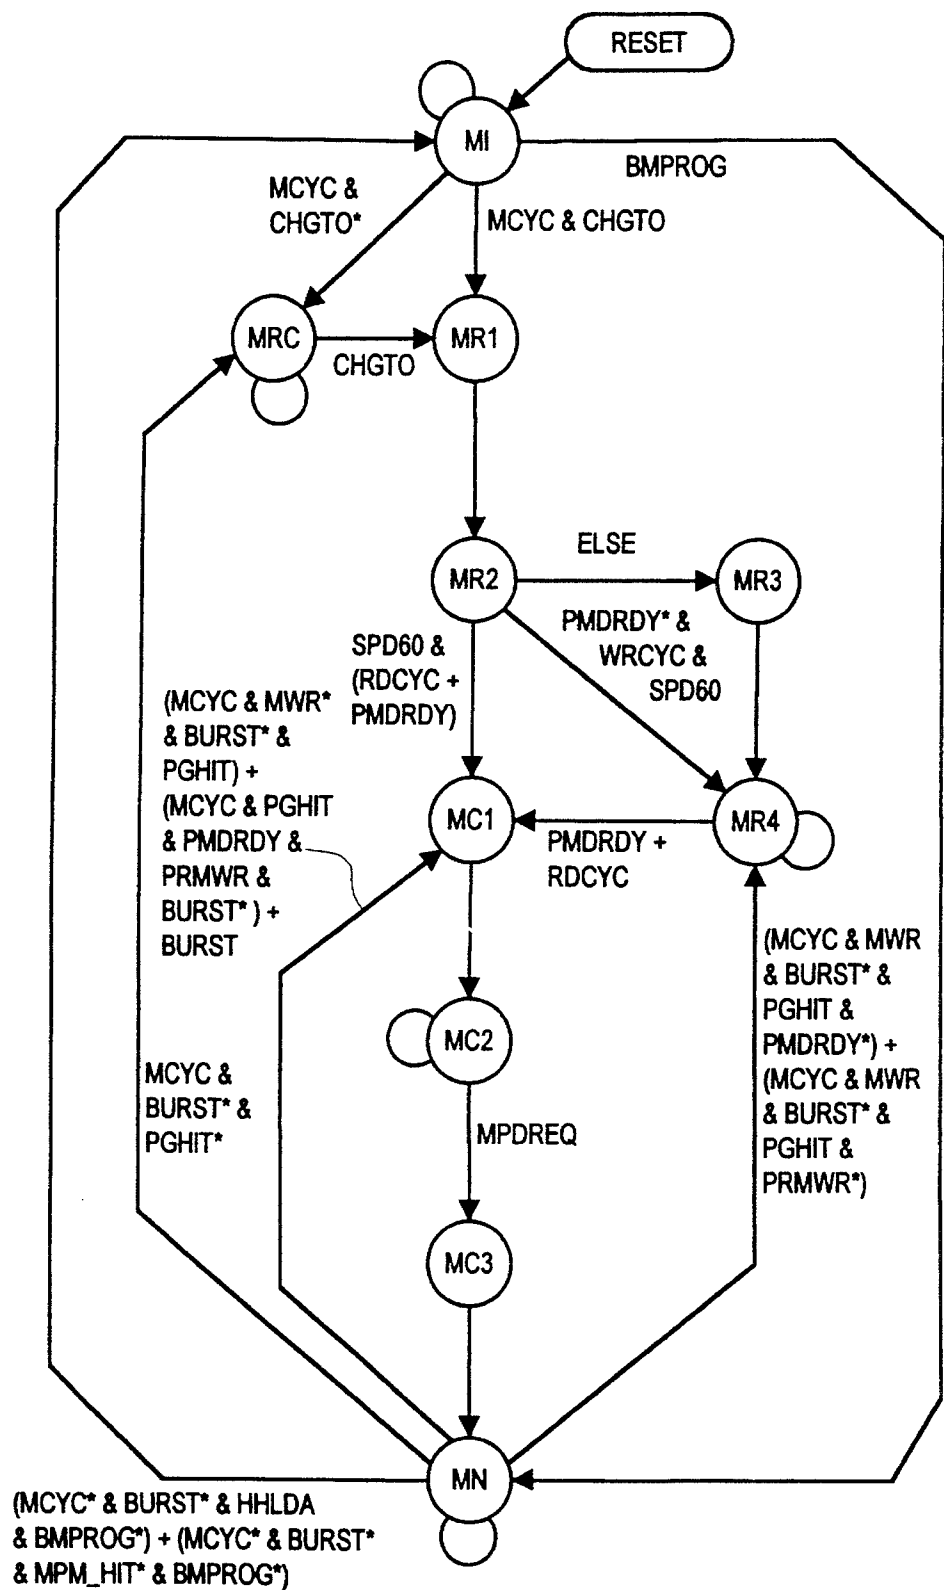 RESET
MI
BMPROG
MCYC &
CHGTO*
MCYC & CHGTO
MRC
CHGTO
MR1
MR2
ELSE
MR3
PMDRDY* &
WRCYC &
SPD60
SPD60 &
(RDCYC +
PMDRDY)
(MCYC & MWR*
& BURST* &
PGHIT) +
(MCYC & PGHIT
& PMDRDY &
PRMWR &
BURST* ) +
BURST
MC1
PMDRDY +
RDCYC
MR4
(MCYC & MWR
& BURST* &
PGHIT &
PMDRDY*) +
(MCYC & MWR
& BURST* &
PGHIT &
PRMWR*)
MC2
MCYC &
BURST* &
PGHIT*
MPDREQ
MC3
MN
(MCYC* & BURST* & HHLDA
& BMPROG*) + (MCYC* & BURST*
& MPM_HIT* & BMPROG*)